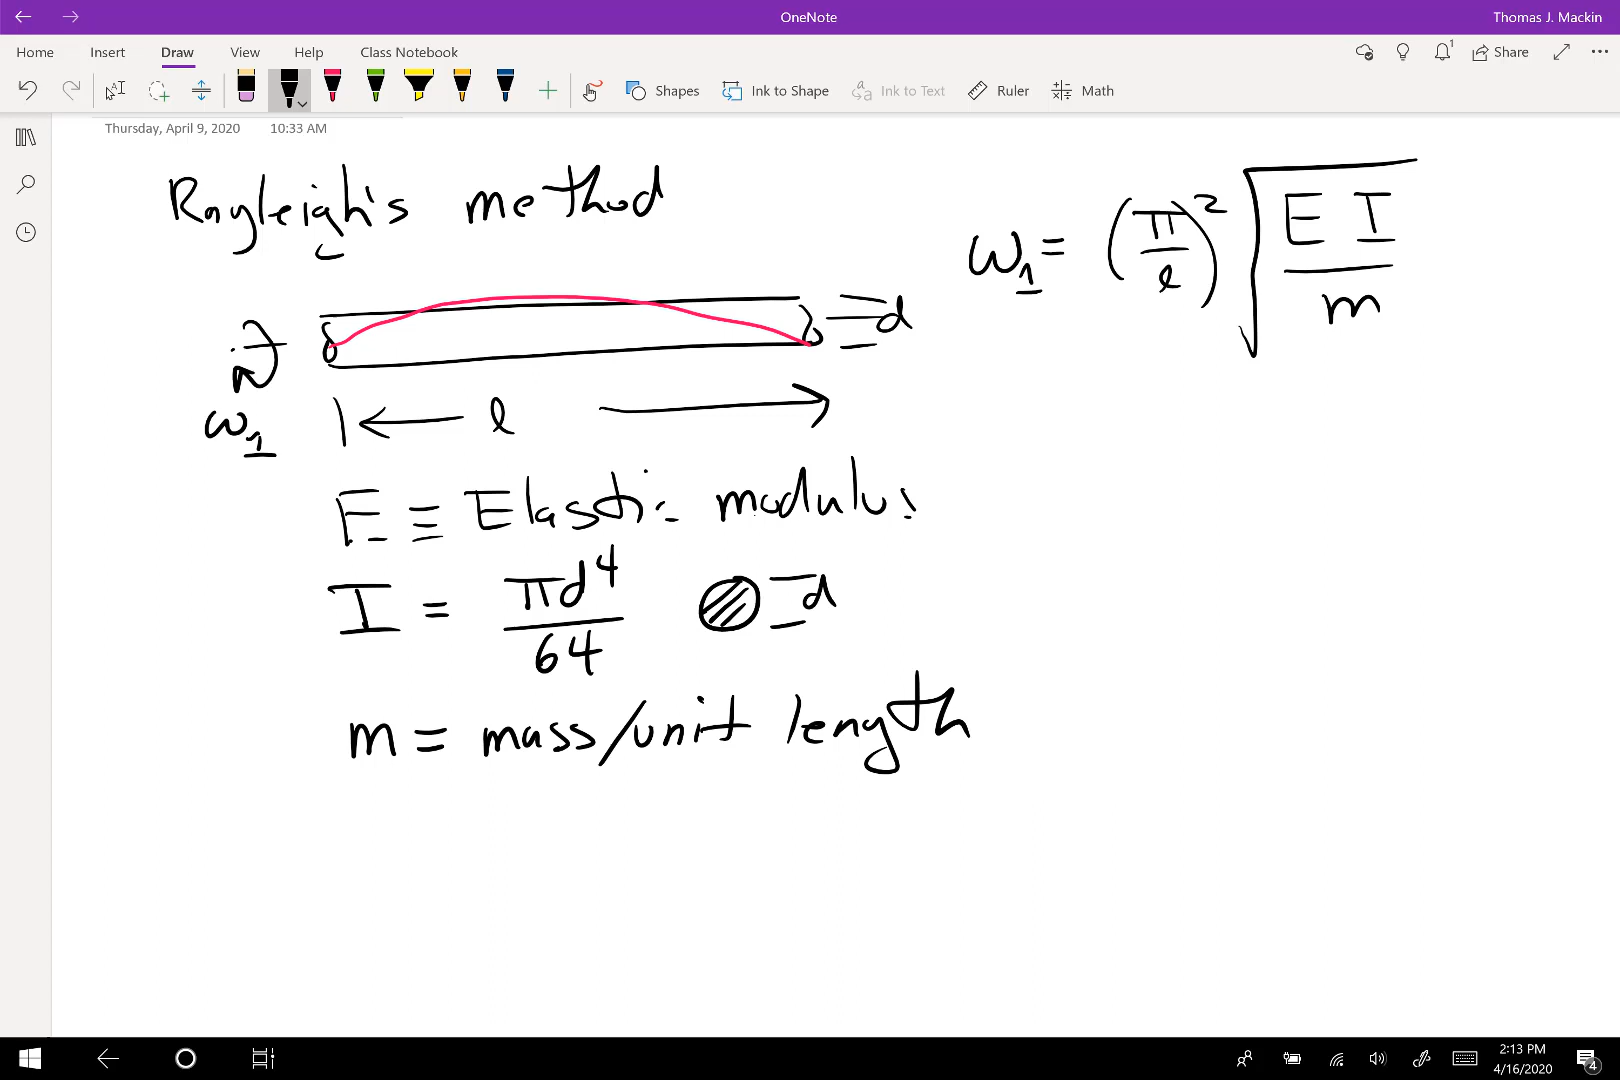 OneNote
Thomas J. Mackin
Home Insert Draw View Help Class Notebook
1 Share
Shapes Ink to Shape Ink to Text Ruler Math
Thursday, April 9, 2020 10:33 AM
Rayleigh's method
ω₁ = (π/l)² √(E I/m)
d
ω₁
l
E ≡ Elastic modulus
I = πd⁴/64 d
m = mass/unit length
2:13 PM
4/16/2020
4